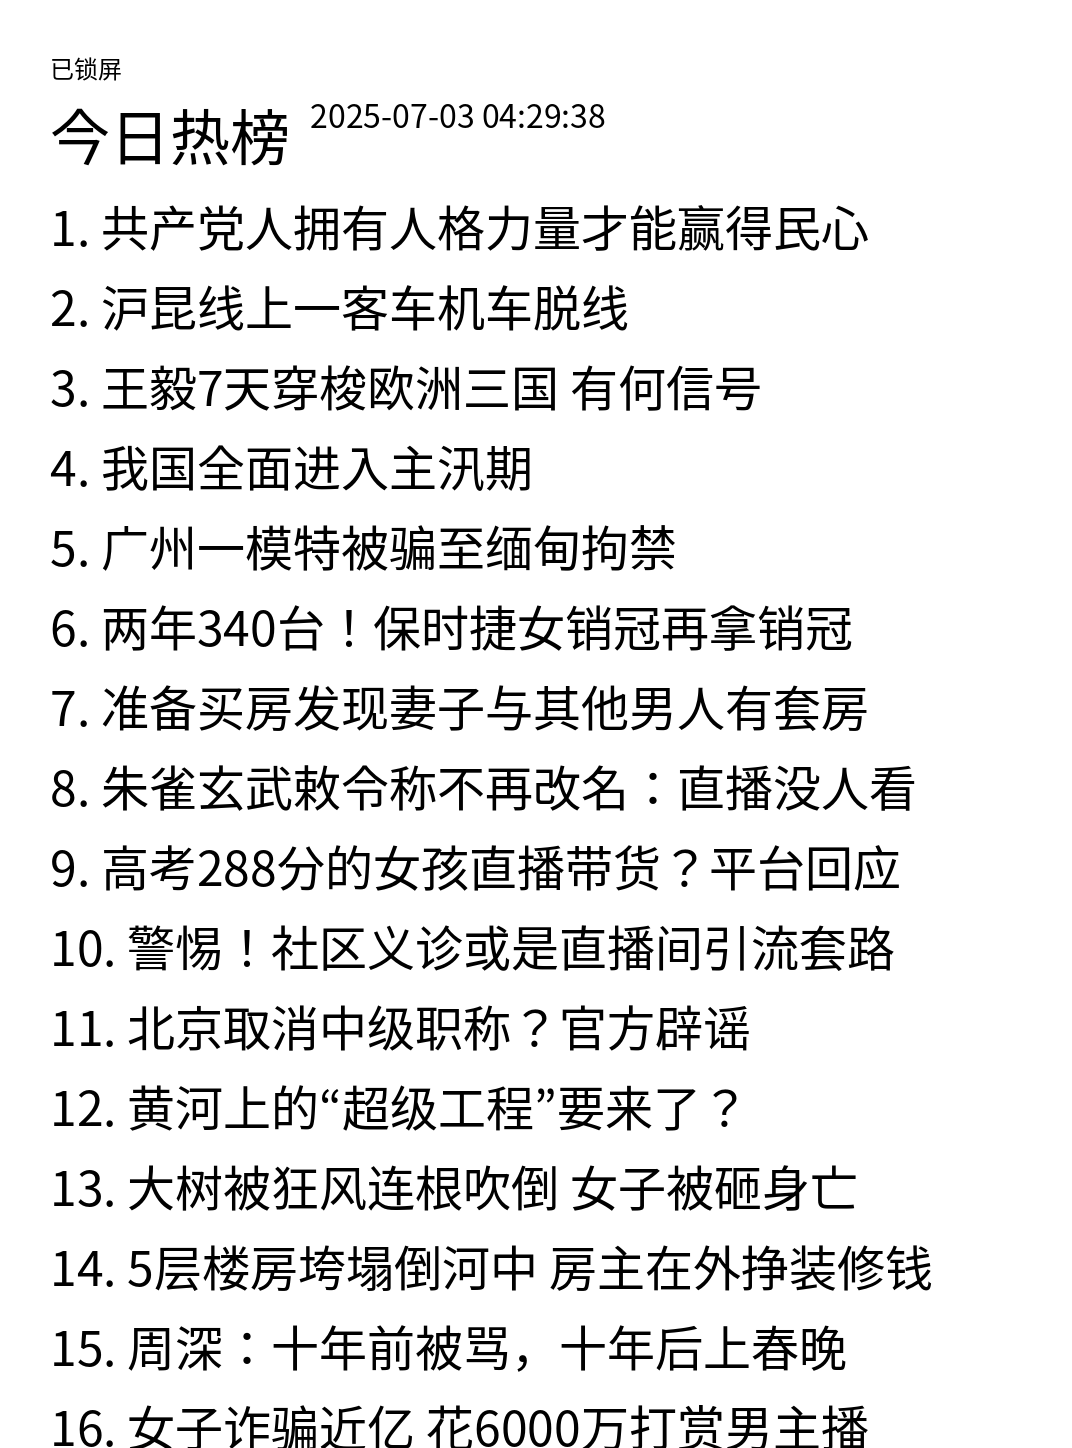 已锁屏
今日热榜 2025-07-03 04:29:38
1. 共产党人拥有人格力量才能赢得民心
2. 沪昆线上一客车机车脱线
3. 王毅7天穿梭欧洲三国 有何信号
4. 我国全面进入主汛期
5. 广州一模特被骗至缅甸拘禁
6. 两年340台！保时捷女销冠再拿销冠
7. 准备买房发现妻子与其他男人有套房
8. 朱雀玄武敕令称不再改名：直播没人看
9. 高考288分的女孩直播带货？平台回应
10. 警惕！社区义诊或是直播间引流套路
11. 北京取消中级职称？官方辟谣
12. 黄河上的“超级工程”要来了？
13. 大树被狂风连根吹倒 女子被砸身亡
14. 5层楼房垮塌倒河中 房主在外挣装修钱
15. 周深：十年前被骂，十年后上春晚
16. 女子诈骗近亿 花6000万打赏男主播